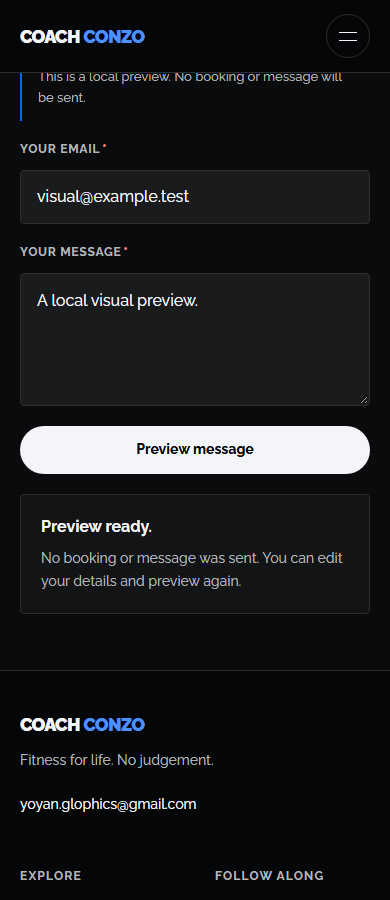 COACH CONZO
This is a local preview. No booking or message will
be sent.
YOUR EMAIL *
visual@example.test
YOUR MESSAGE *
A local visual preview.
Preview message
Preview ready.
No booking or message was sent. You can edit
your details and preview again.
COACH CONZO
Fitness for life. No judgement.
yoyan.glophics@gmail.com
EXPLORE
FOLLOW ALONG